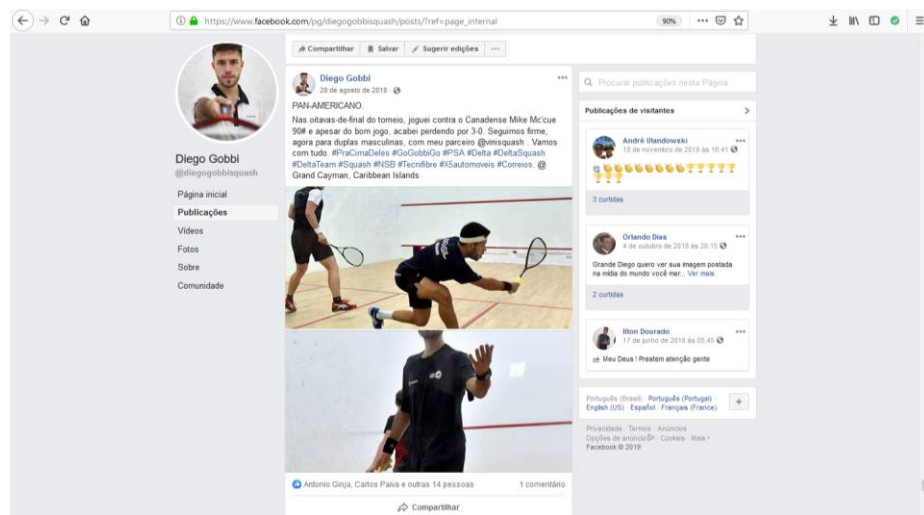 https://www.facebook.com/pg/diegogobbisquash/posts/?ref=page_internal
90%
Compartilhar Salvar Sugerir edições
Diego Gobbi
28 de agosto de 2018
PAN-AMERICANO.
Nas oitavas-de-final do torneio, joguei contra o Canadense Mike Mc'cue
90# e apesar do bom jogo, acabei perdendo por 3-0. Seguimos firme,
agora para duplas masculinas, com meu parceiro @vinisquash . Vamos
com tudo. #PraCimaDeles #GoGobbiGo #PSA #Delta #DeltaSquash
#DeltaTeam #Squash #NSB #Tecnifibre #X5automoveis #Correios. @
Grand Cayman, Caribbean Islands
Antonio Ginja, Carlos Paiva e outras 14 pessoas
1 comentário
Compartilhar
Diego Gobbi
@diegogobbisquash
Página inicial
Publicações
Vídeos
Fotos
Sobre
Comunidade
Procurar publicações nesta Página
Publicações de visitantes
André Ulandowski
18 de novembro de 2018 às 16:41
3 curtidas
Orlando Dias
4 de outubro de 2018 às 20:15
Grande Diego quero ver sua imagem postada
na mídia do mundo você mer... Ver mais
2 curtidas
Ilton Dourado
17 de junho de 2018 às 05:45
Meu Deus ! Prestem atenção gente
Português (Brasil) · Português (Portugal) ·
English (US) · Español · Français (France)
Privacidade · Termos · Anúncios ·
Opções de anúncio · Cookies · Mais
Facebook © 2019